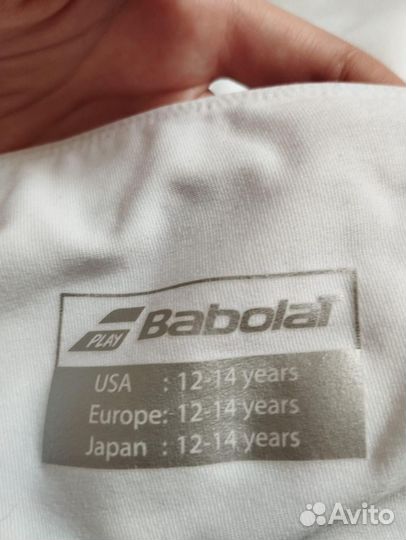 PLAY Babolat
USA : 12-14 years
Europe: 12-14 years
Japan : 12-14 years
Avito